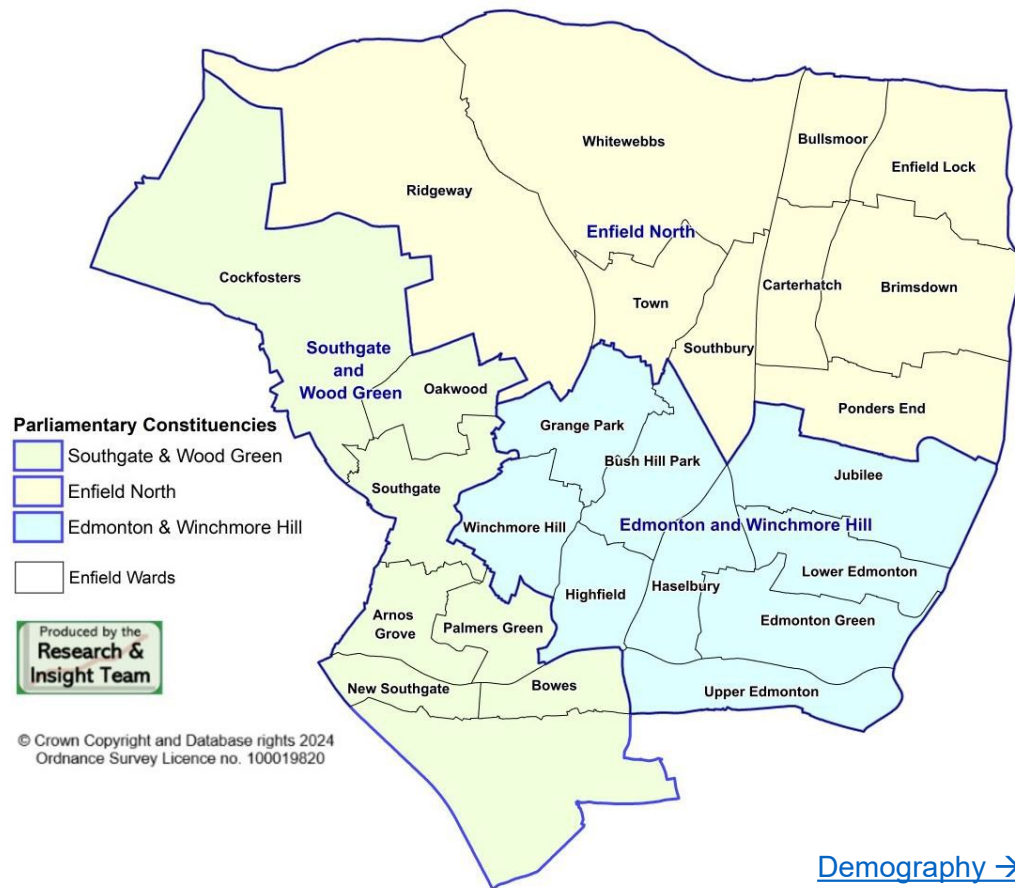 Whitewebbs
Bullsmoor
Enfield Lock
Ridgeway
Enfield North
Cockfosters
Town
Carterhatch
Brimsdown
Southbury
Southgate
and
Wood Green
Oakwood
Ponders End
Parliamentary Constituencies
Southgate & Wood Green
Enfield North
Edmonton & Winchmore Hill
Enfield Wards
Grange Park
Bush Hill Park
Jubilee
Southgate
Winchmore Hill
Edmonton and Winchmore Hill
Lower Edmonton
Highfield
Haselbury
Edmonton Green
Arnos
Grove
Palmers Green
New Southgate
Bowes
Upper Edmonton
Produced by the
Research &
Insight Team
© Crown Copyright and Database rights 2024
Ordnance Survey Licence no. 100019820
Demography →